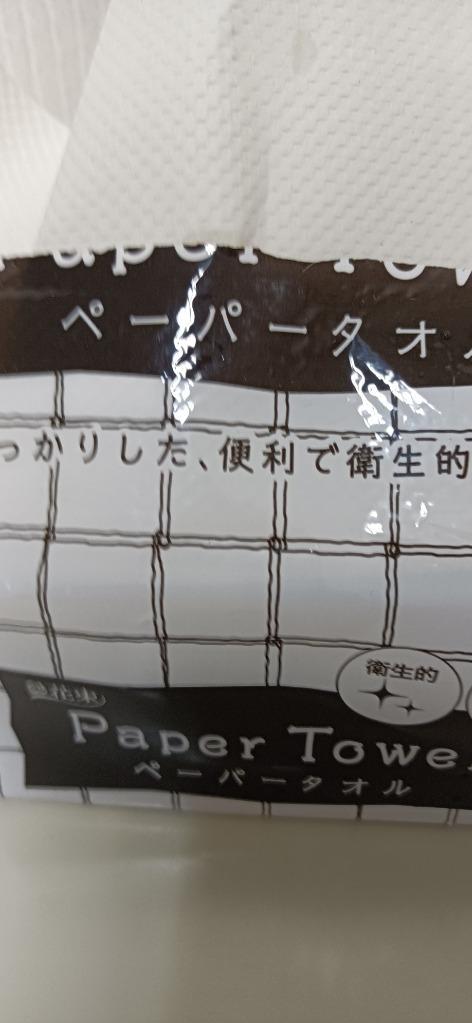 ペーパータオ
っかりした、便利で衛生的
衛生的
Paper Towe
ペーパータオル